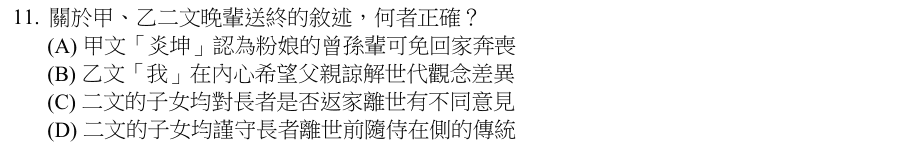 11. 關於甲、乙二文晚輩送終的敘述，何者正確？
(A) 甲文「炎坤」認為粉娘的曾孫輩可免回家奔喪
(B) 乙文「我」在內心希望父親諒解世代觀念差異
(C) 二文的子女均對長者是否返家離世有不同意見
(D) 二文的子女均謹守長者離世前隨侍在側的傳統